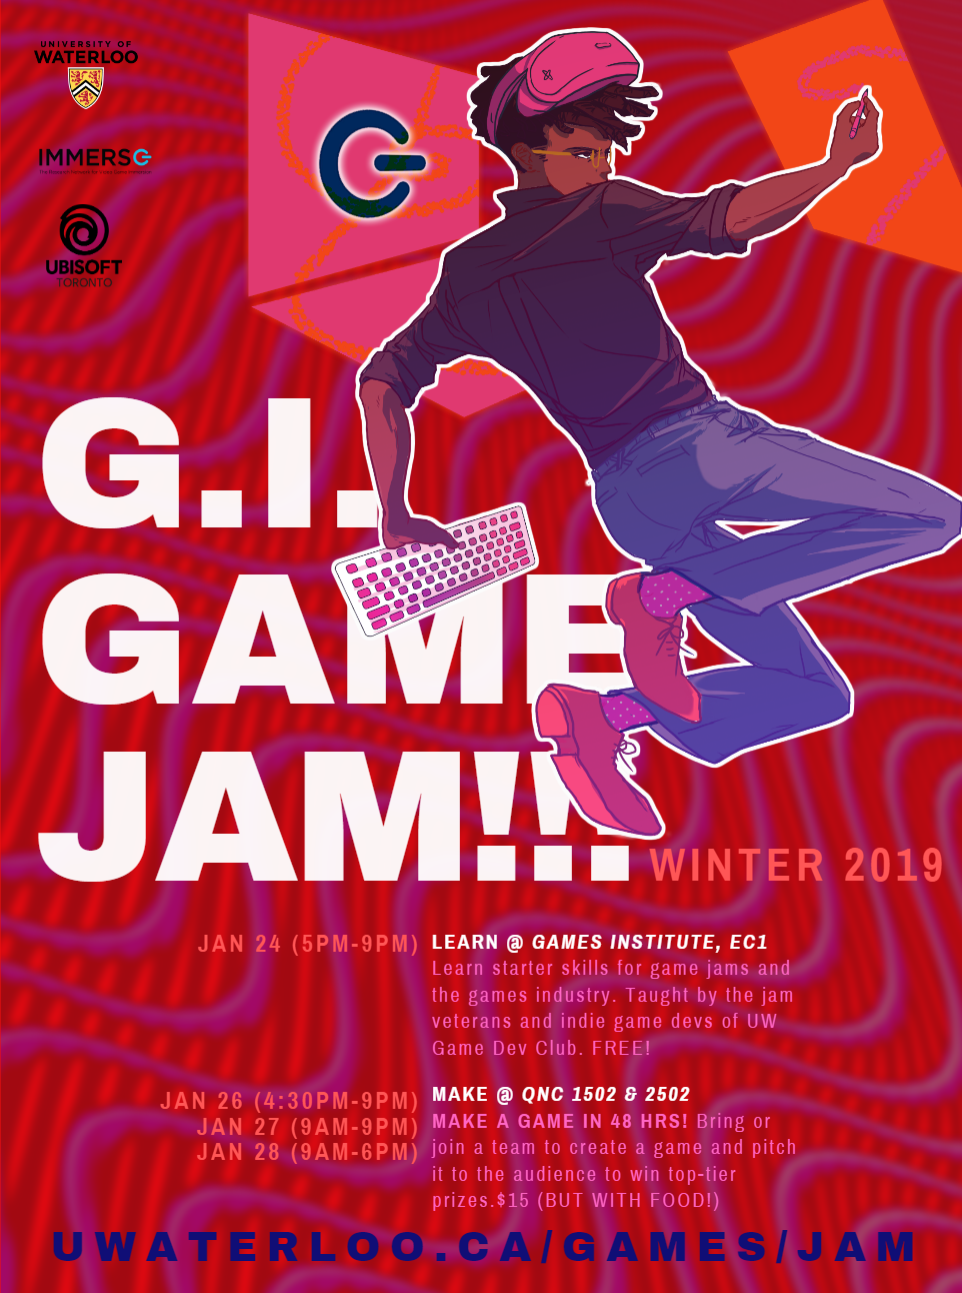 UNIVERSITY OF
WATERLOO
IMMERSG
UBISOFT
TORONTO
G.I.
GAME
JAM!!!
WINTER 2019
JAN 24 (5PM-9PM)
LEARN @ GAMES INSTITUTE, EC1
Learn starter skills for game jams and
the games industry. Taught by the jam
veterans and indie game devs of UW
Game Dev Club. FREE!
JAN 26 (4:30PM-9PM)
JAN 27 (9AM-9PM)
JAN 28 (9AM-6PM)
MAKE @ QNC 1502 & 2502
MAKE A GAME IN 48 HRS! Bring or
join a team to create a game and pitch
it to the audience to win top-tier
prizes.$15 (BUT WITH FOOD!)
UWATERLOO.CA/GAMES/JAM